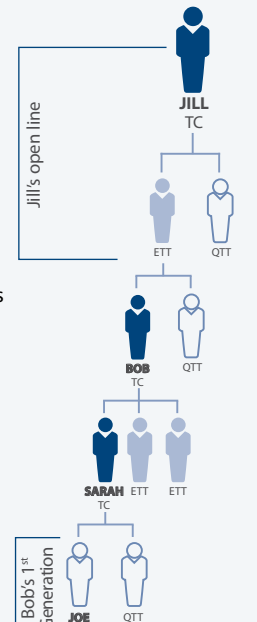 JILL
TC
Jill's open line
ETT QTT
s
BOB QTT
TC
SARAH ETT ETT
TC
Bob's 1st
Generation
JOE QTT